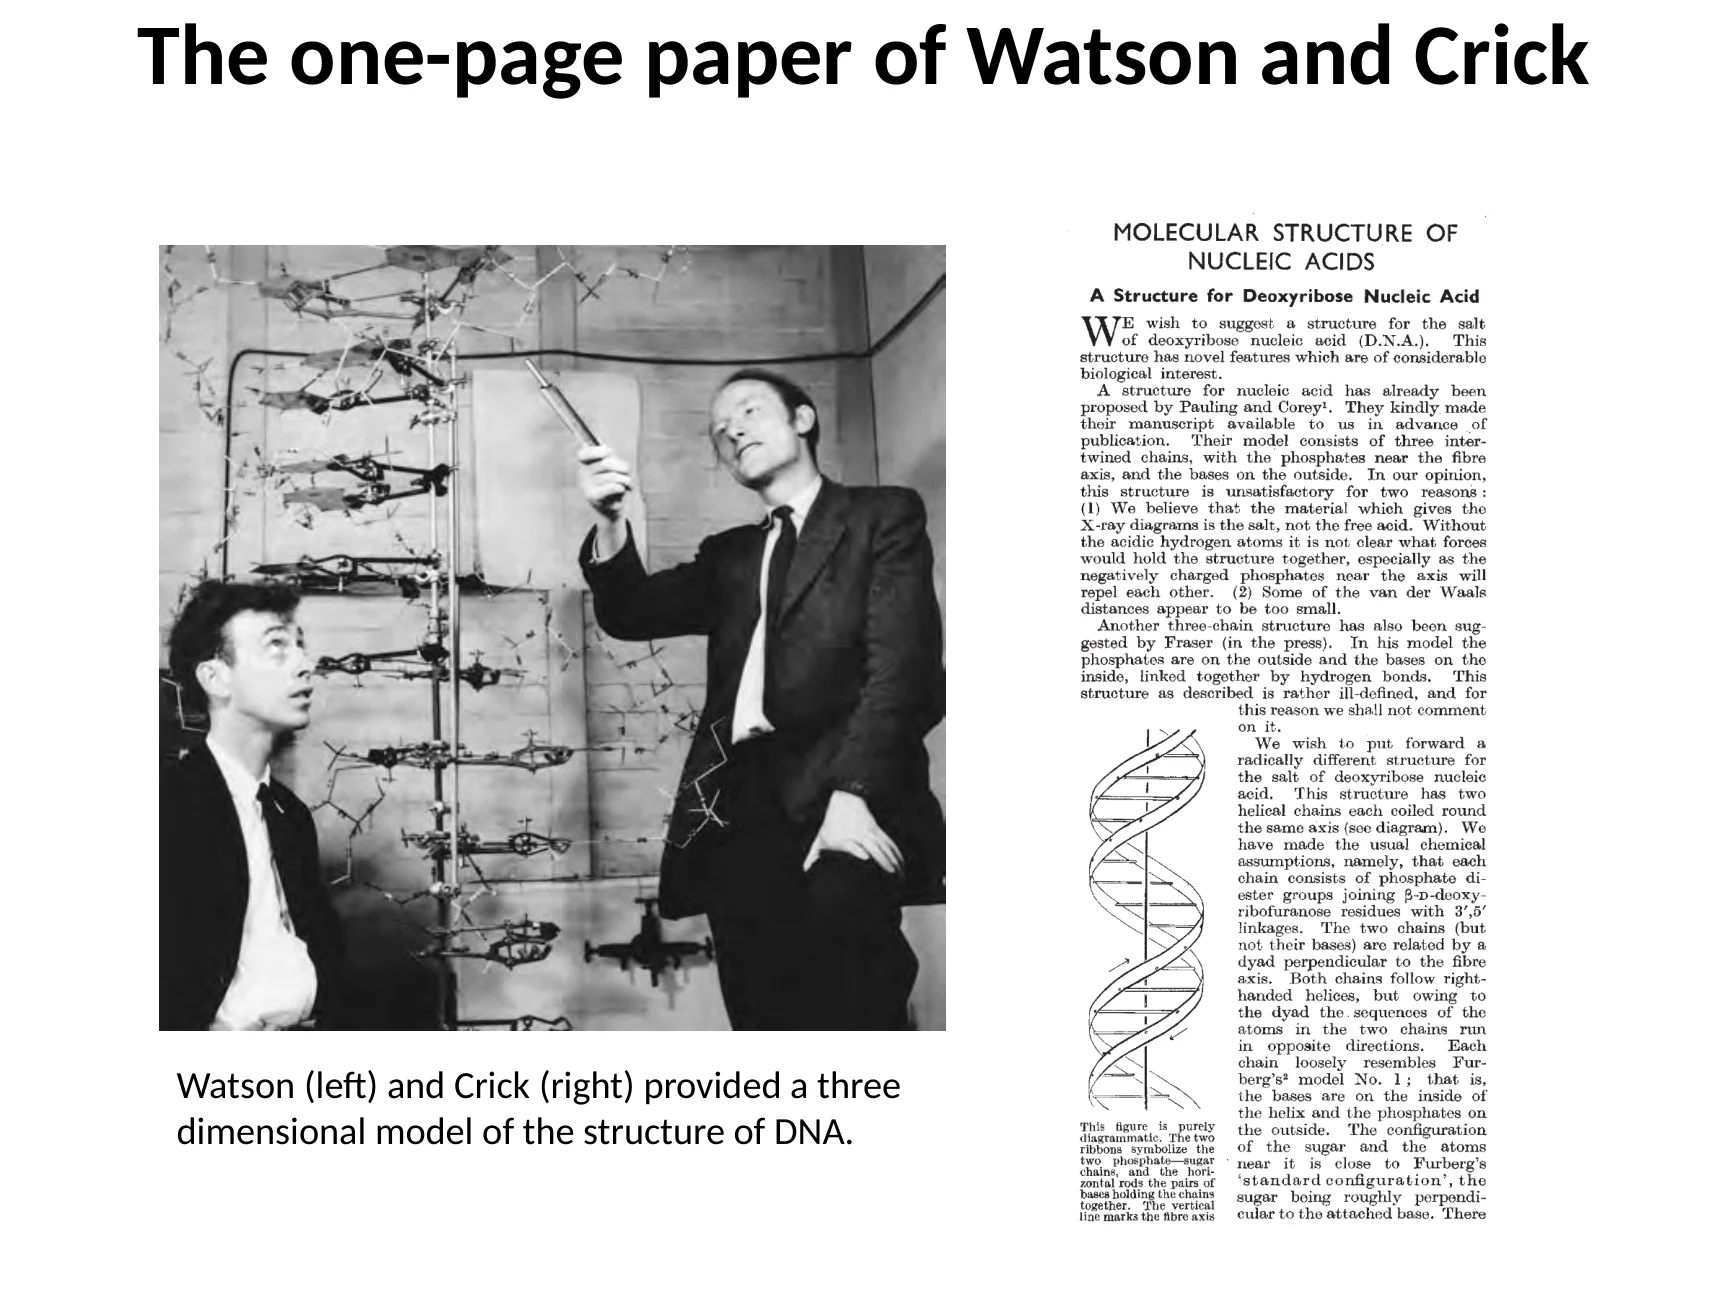 The one-page paper of Watson and Crick
Watson (left) and Crick (right) provided a three
dimensional model of the structure of DNA.
MOLECULAR STRUCTURE OF
NUCLEIC ACIDS
A Structure for Deoxyribose Nucleic Acid
WE wish to suggest a structure for the salt
of deoxyribose nucleic acid (D.N.A.). This
structure has novel features which are of considerable
biological interest.
A structure for nucleic acid has already been
proposed by Pauling and Corey¹. They kindly made
their manuscript available to us in advance of
publication. Their model consists of three inter-
twined chains, with the phosphates near the fibre
axis, and the bases on the outside. In our opinion,
this structure is unsatisfactory for two reasons :
(1) We believe that the material which gives the
X-ray diagrams is the salt, not the free acid. Without
the acidic hydrogen atoms it is not clear what forces
would hold the structure together, especially as the
negatively charged phosphates near the axis will
repel each other. (2) Some of the van der Waals
distances appear to be too small.
Another three-chain structure has also been sug-
gested by Fraser (in the press). In his model the
phosphates are on the outside and the bases on the
inside, linked together by hydrogen bonds. This
structure as described is rather ill-defined, and for
this reason we shall not comment
on it.
We wish to put forward a
radically different structure for
the salt of deoxyribose nucleic
acid. This structure has two
helical chains each coiled round
the same axis (see diagram). We
have made the usual chemical
assumptions, namely, that each
chain consists of phosphate di-
ester groups joining β-D-deoxy-
ribofuranose residues with 3′,5′
linkages. The two chains (but
not their bases) are related by a
dyad perpendicular to the fibre
axis. Both chains follow right-
handed helices, but owing to
the dyad the sequences of the
atoms in the two chains run
in opposite directions. Each
chain loosely resembles Fur-
berg's² model No. 1 ; that is,
the bases are on the inside of
the helix and the phosphates on
the outside. The configuration
of the sugar and the atoms
near it is close to Furberg's
'standard configuration', the
sugar being roughly perpendi-
cular to the attached base. There
This figure is purely
diagrammatic. The two
ribbons symbolize the
two phosphate—sugar
chains, and the hori-
zontal rods the pairs of
bases holding the chains
together. The vertical
line marks the fibre axis